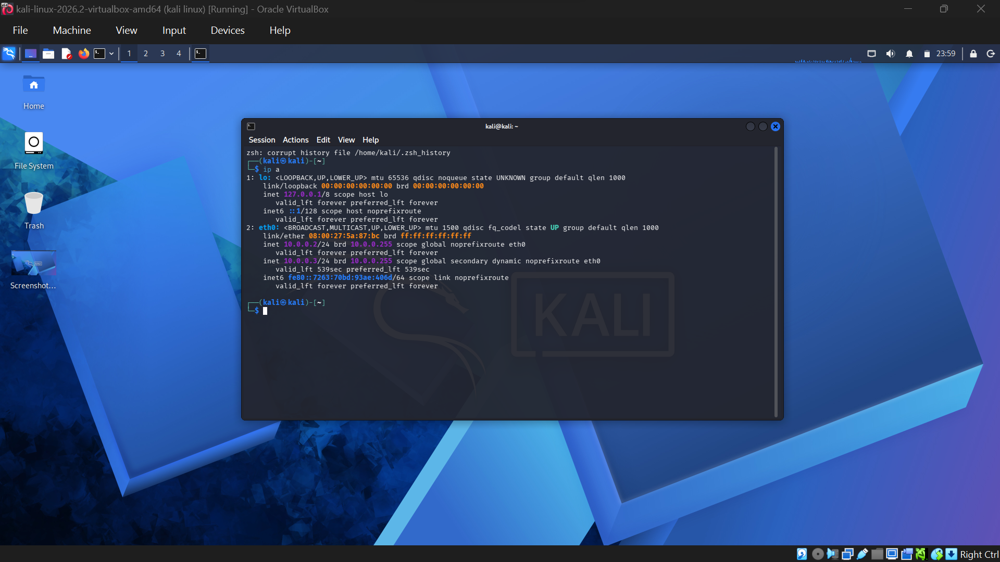 kali-linux-2026.2-virtualbox-amd64 (kali linux) [Running] - Oracle VirtualBox
File Machine View Input Devices Help
1 2 3 4 23:59
Home
File System
Trash
Screenshot...
kali@kali: ~
Session Actions Edit View Help
zsh: corrupt history file /home/kali/.zsh_history
┌──(kali㉿kali)-[~]
└─$ ip a
1: lo: <LOOPBACK,UP,LOWER_UP> mtu 65536 qdisc noqueue state UNKNOWN group default qlen 1000
link/loopback 00:00:00:00:00:00 brd 00:00:00:00:00:00
inet 127.0.0.1/8 scope host lo
valid_lft forever preferred_lft forever
inet6 ::1/128 scope host noprefixroute
valid_lft forever preferred_lft forever
2: eth0: <BROADCAST,MULTICAST,UP,LOWER_UP> mtu 1500 qdisc fq_codel state UP group default qlen 1000
link/ether 08:00:27:5a:87:bc brd ff:ff:ff:ff:ff:ff
inet 10.0.0.2/24 brd 10.0.0.255 scope global noprefixroute eth0
valid_lft forever preferred_lft forever
inet 10.0.0.3/24 brd 10.0.0.255 scope global secondary dynamic noprefixroute eth0
valid_lft 539sec preferred_lft 539sec
inet6 fe80::7263:70bd:93ae:406d/64 scope link noprefixroute
valid_lft forever preferred_lft forever
┌──(kali㉿kali)-[~]
└─$
KALI
Right Ctrl